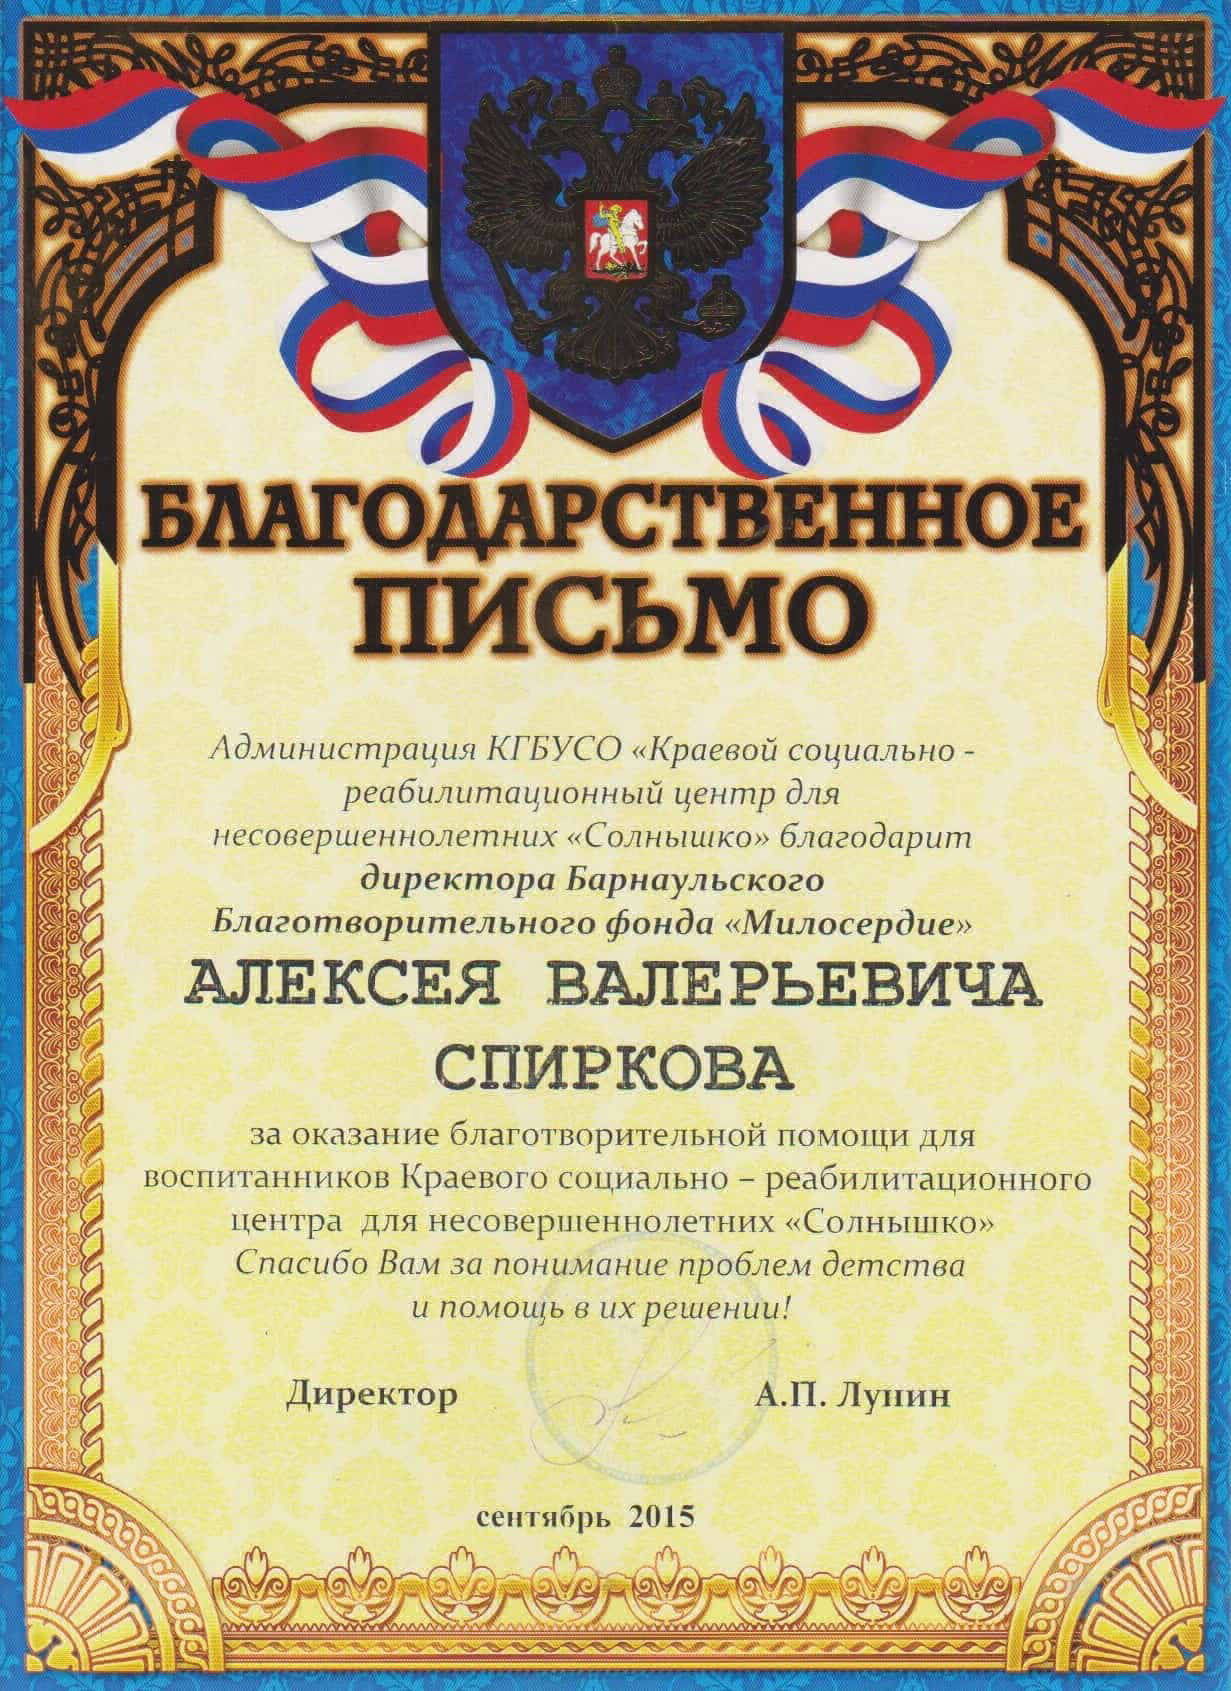 БЛАГОДАРСТВЕННОЕ
ПИСЬМО
Администрация КГБУСО «Краевой социально -
реабилитационный центр для
несовершеннолетних «Солнышко» благодарит
директора Барнаульского
Благотворительного фонда «Милосердие»
АЛЕКСЕЯ ВАЛЕРЬЕВИЧА
СПИРКОВА
за оказание благотворительной помощи для
воспитанников Краевого социально – реабилитационного
центра для несовершеннолетних «Солнышко»
Спасибо Вам за понимание проблем детства
и помощь в их решении!
Директор А.П. Лунин
сентябрь 2015